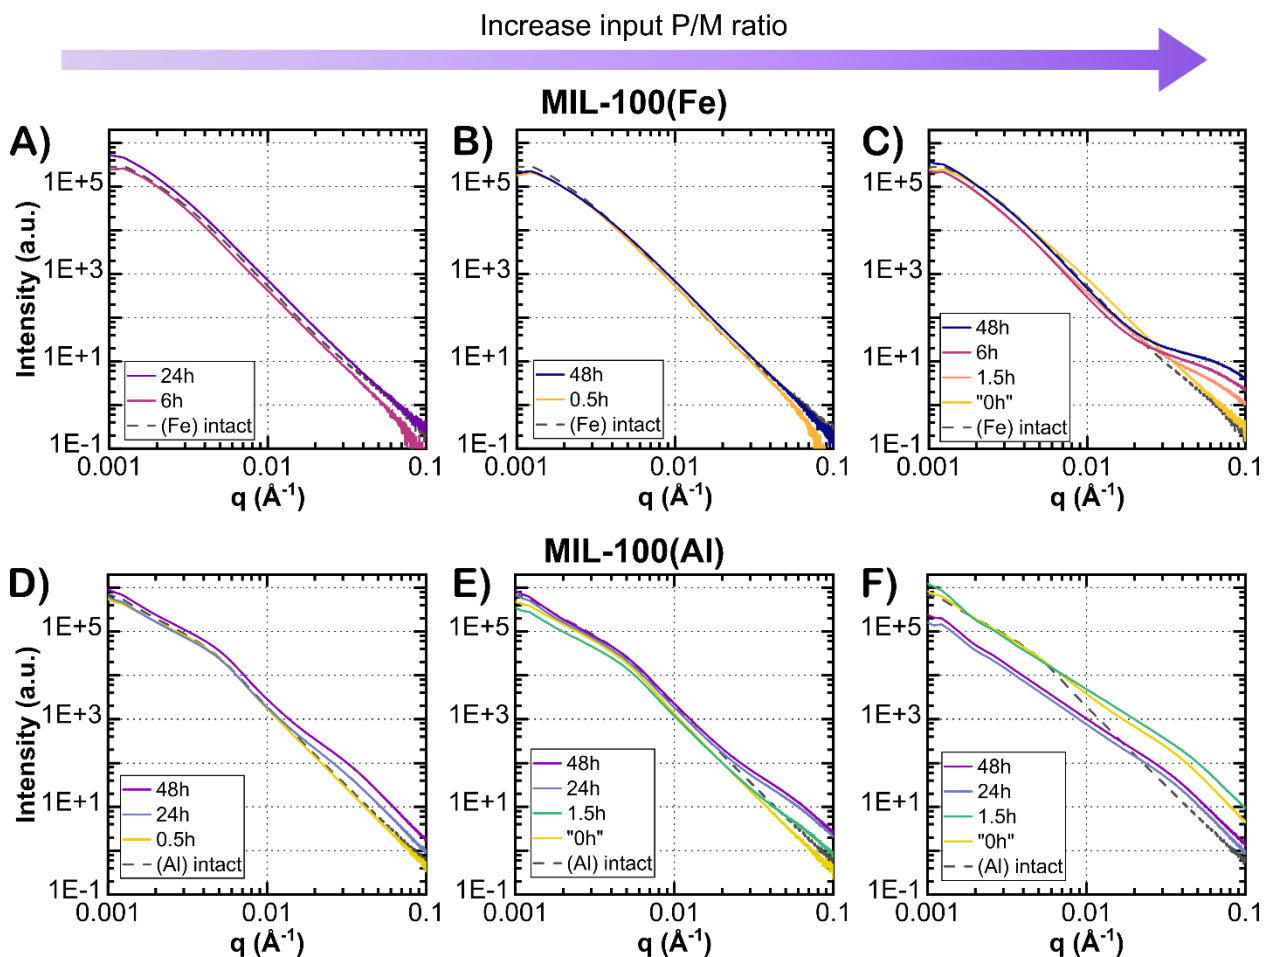 Increase input P/M ratio
MIL-100(Fe)
A)
Intensity (a.u.)
1E+5
1E+3
1E+1
1E-1
24h
6h
(Fe) intact
0.001
0.01
0.1
q (Å⁻¹)
B)
1E+5
1E+3
1E+1
1E-1
48h
0.5h
(Fe) intact
0.001
0.01
0.1
q (Å⁻¹)
C)
1E+5
1E+3
1E+1
1E-1
48h
6h
1.5h
"0h"
(Fe) intact
0.001
0.01
0.1
q (Å⁻¹)
MIL-100(Al)
D)
Intensity (a.u.)
1E+5
1E+3
1E+1
1E-1
48h
24h
0.5h
(Al) intact
0.001
0.01
0.1
q (Å⁻¹)
E)
1E+5
1E+3
1E+1
1E-1
48h
24h
1.5h
"0h"
(Al) intact
0.001
0.01
0.1
q (Å⁻¹)
F)
1E+5
1E+3
1E+1
1E-1
48h
24h
1.5h
"0h"
(Al) intact
0.001
0.01
0.1
q (Å⁻¹)